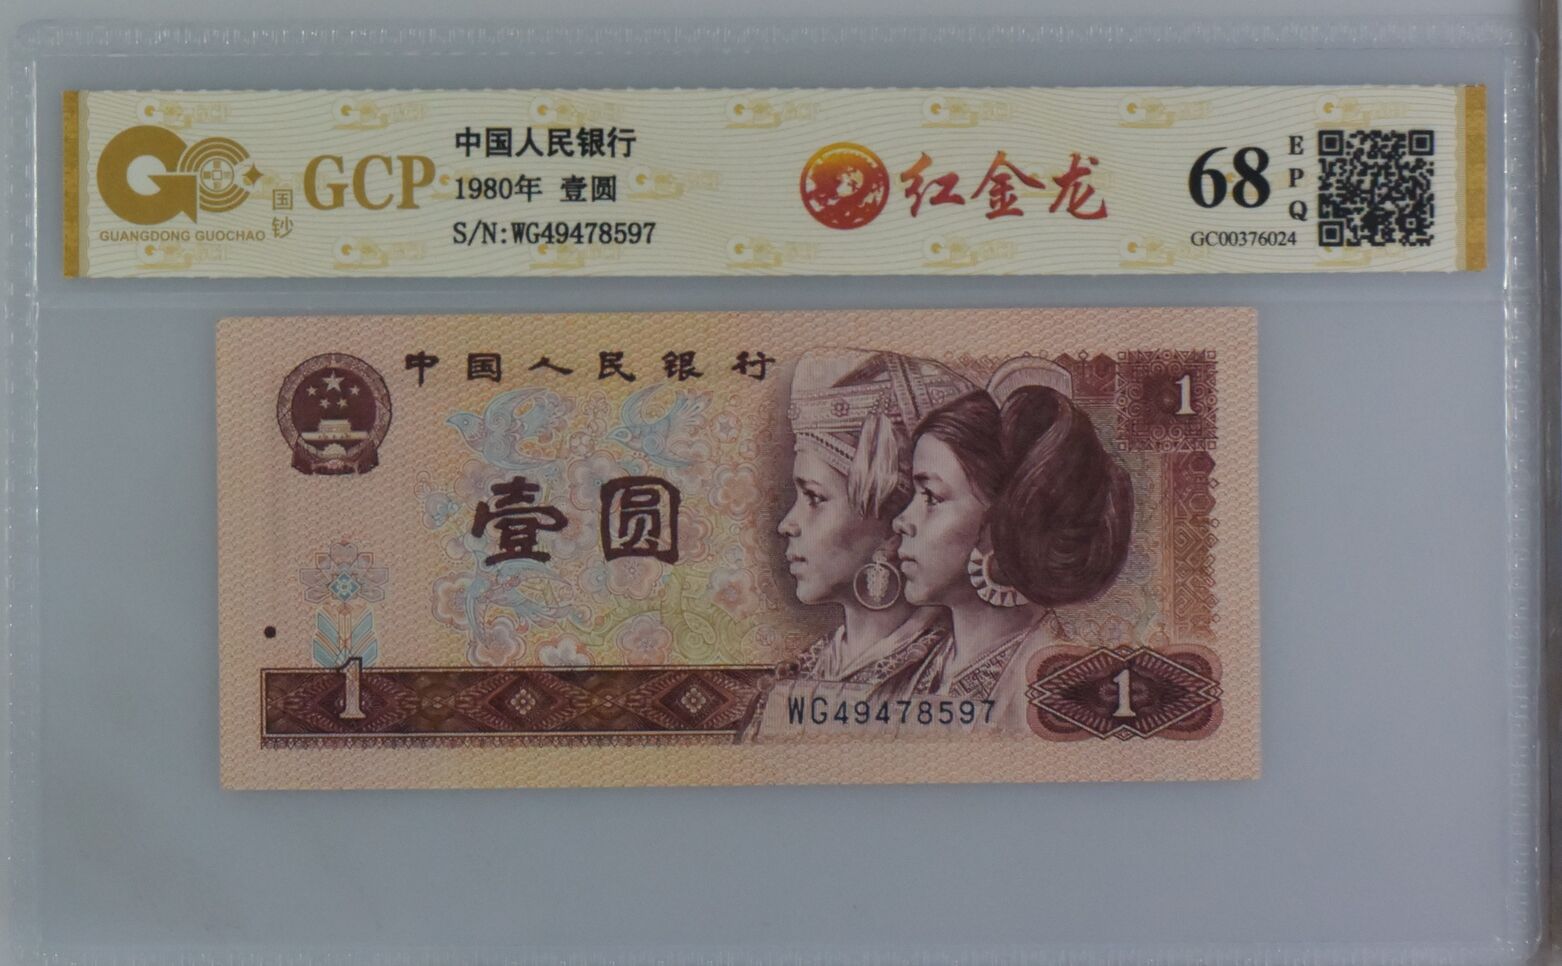 GCP
国钞
GUANGDONG GUOCHAO
中国人民银行
1980年 壹圆
S/N:WG49478597
红金龙
68
EPQ
GC00376024
中国人民银行
1
壹圆
1
WG49478597
1